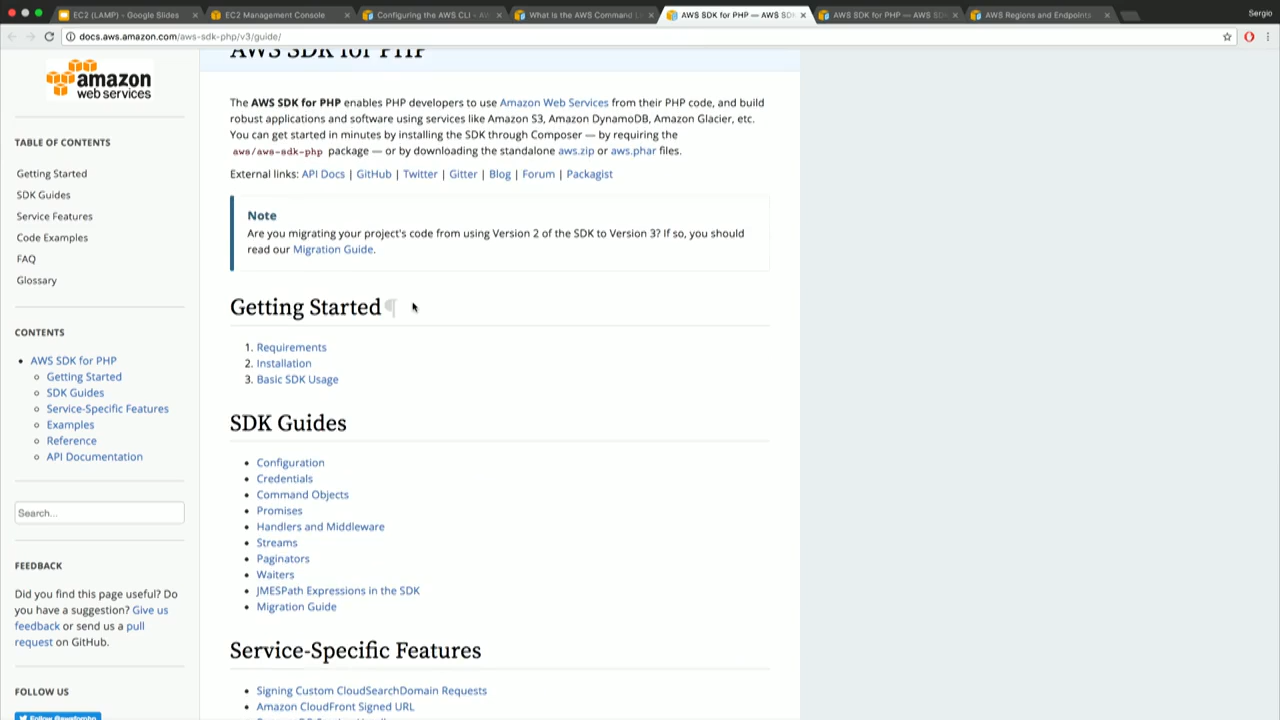 EC2 (LAMP) - Google Slides
EC2 Management Console
Configuring the AWS CLI - AW
What Is the AWS Command L
AWS SDK for PHP — AWS SD
AWS SDK for PHP — AWS SD
AWS Regions and Endpoints
Sergio
docs.aws.amazon.com/aws-sdk-php/v3/guide/
amazon
web services
TABLE OF CONTENTS
Getting Started
SDK Guides
Service Features
Code Examples
FAQ
Glossary
CONTENTS
AWS SDK for PHP
Getting Started
SDK Guides
Service-Specific Features
Examples
Reference
API Documentation
Search...
FEEDBACK
Did you find this page useful? Do
you have a suggestion? Give us
feedback or send us a pull
request on GitHub.
FOLLOW US
Follow @awsforphp
AWS SDK for PHP
The AWS SDK for PHP enables PHP developers to use Amazon Web Services from their PHP code, and build
robust applications and software using services like Amazon S3, Amazon DynamoDB, Amazon Glacier, etc.
You can get started in minutes by installing the SDK through Composer — by requiring the
aws/aws-sdk-php package — or by downloading the standalone aws.zip or aws.phar files.
External links: API Docs | GitHub | Twitter | Gitter | Blog | Forum | Packagist
Note
Are you migrating your project's code from using Version 2 of the SDK to Version 3? If so, you should
read our Migration Guide.
Getting Started¶
1. Requirements
2. Installation
3. Basic SDK Usage
SDK Guides
Configuration
Credentials
Command Objects
Promises
Handlers and Middleware
Streams
Paginators
Waiters
JMESPath Expressions in the SDK
Migration Guide
Service-Specific Features
Signing Custom CloudSearchDomain Requests
Amazon CloudFront Signed URL